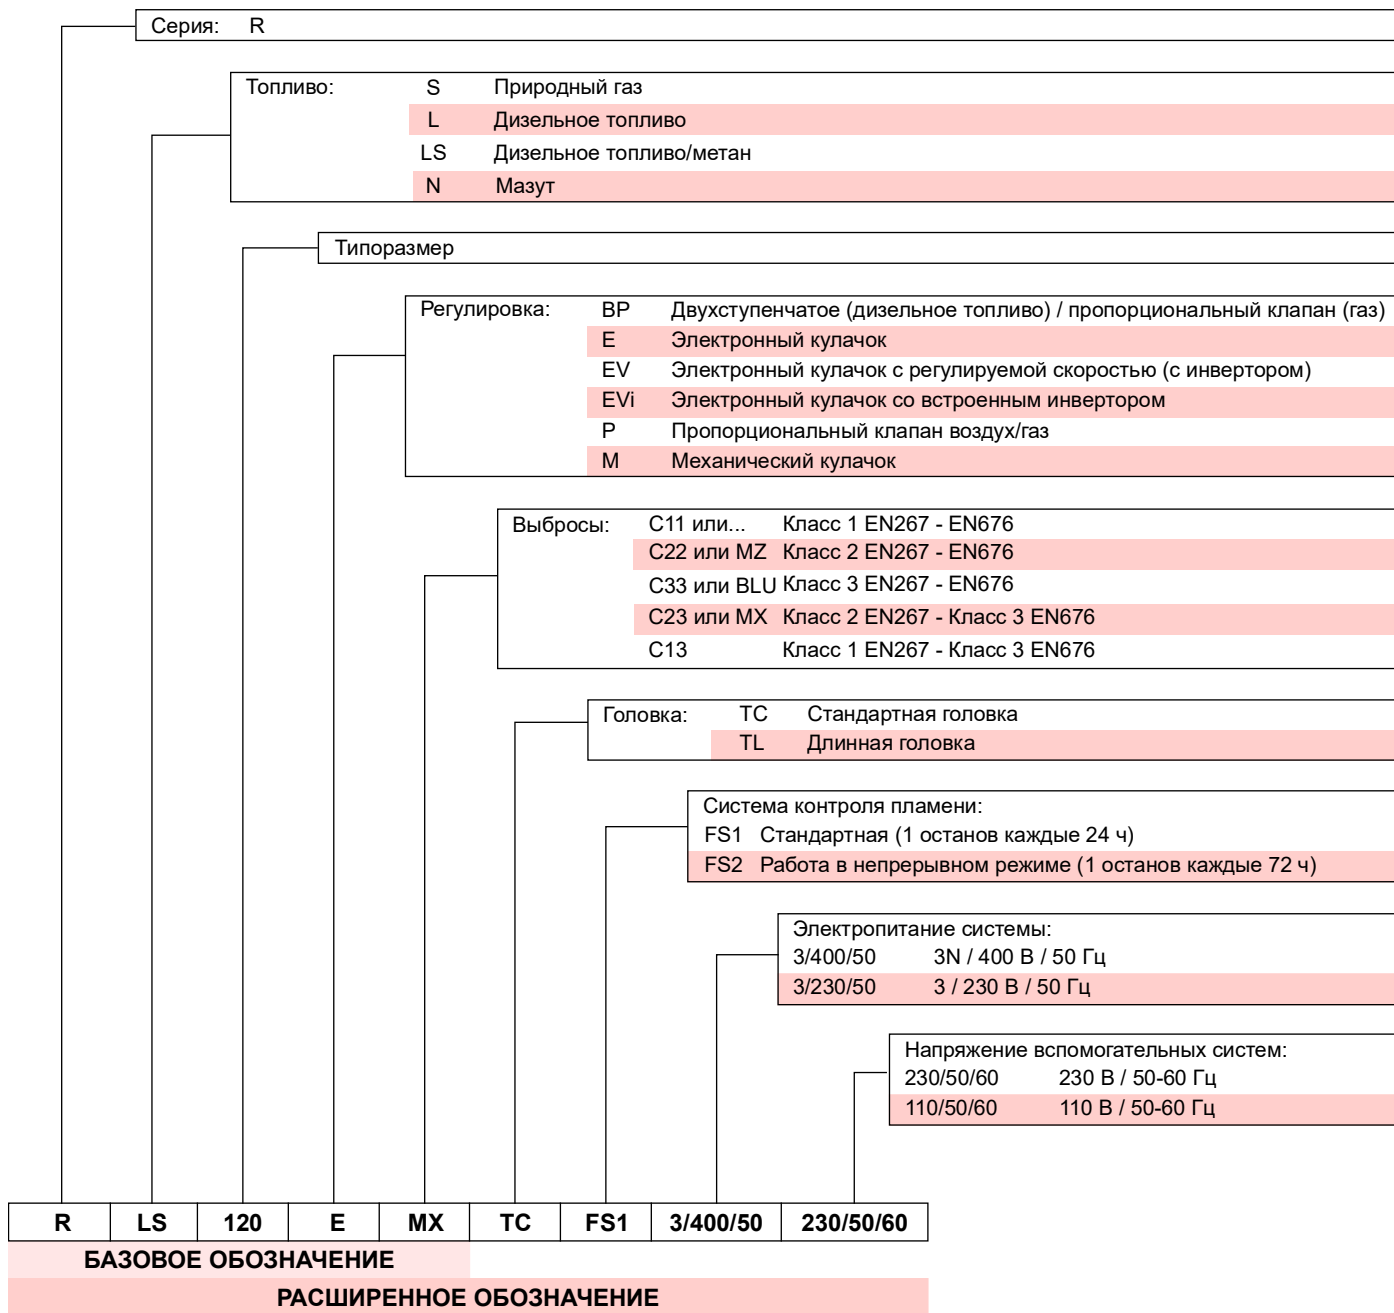 Серия: R
Топливо: S Природный газ
L Дизельное топливо
LS Дизельное топливо/метан
N Мазут
Типоразмер
Регулировка: BP Двухступенчатое (дизельное топливо) / пропорциональный клапан (газ)
E Электронный кулачок
EV Электронный кулачок с регулируемой скоростью (с инвертором)
EVi Электронный кулачок со встроенным инвертором
P Пропорциональный клапан воздух/газ
M Механический кулачок
Выбросы: C11 или... Класс 1 EN267 - EN676
C22 или MZ Класс 2 EN267 - EN676
C33 или BLU Класс 3 EN267 - EN676
C23 или MX Класс 2 EN267 - Класс 3 EN676
C13 Класс 1 EN267 - Класс 3 EN676
Головка: TC Стандартная головка
TL Длинная головка
Система контроля пламени:
FS1 Стандартная (1 останов каждые 24 ч)
FS2 Работа в непрерывном режиме (1 останов каждые 72 ч)
Электропитание системы:
3/400/50 3N / 400 В / 50 Гц
3/230/50 3 / 230 В / 50 Гц
Напряжение вспомогательных систем:
230/50/60 230 В / 50-60 Гц
110/50/60 110 В / 50-60 Гц
R LS 120 E MX TC FS1 3/400/50 230/50/60
БАЗОВОЕ ОБОЗНАЧЕНИЕ
РАСШИРЕННОЕ ОБОЗНАЧЕНИЕ